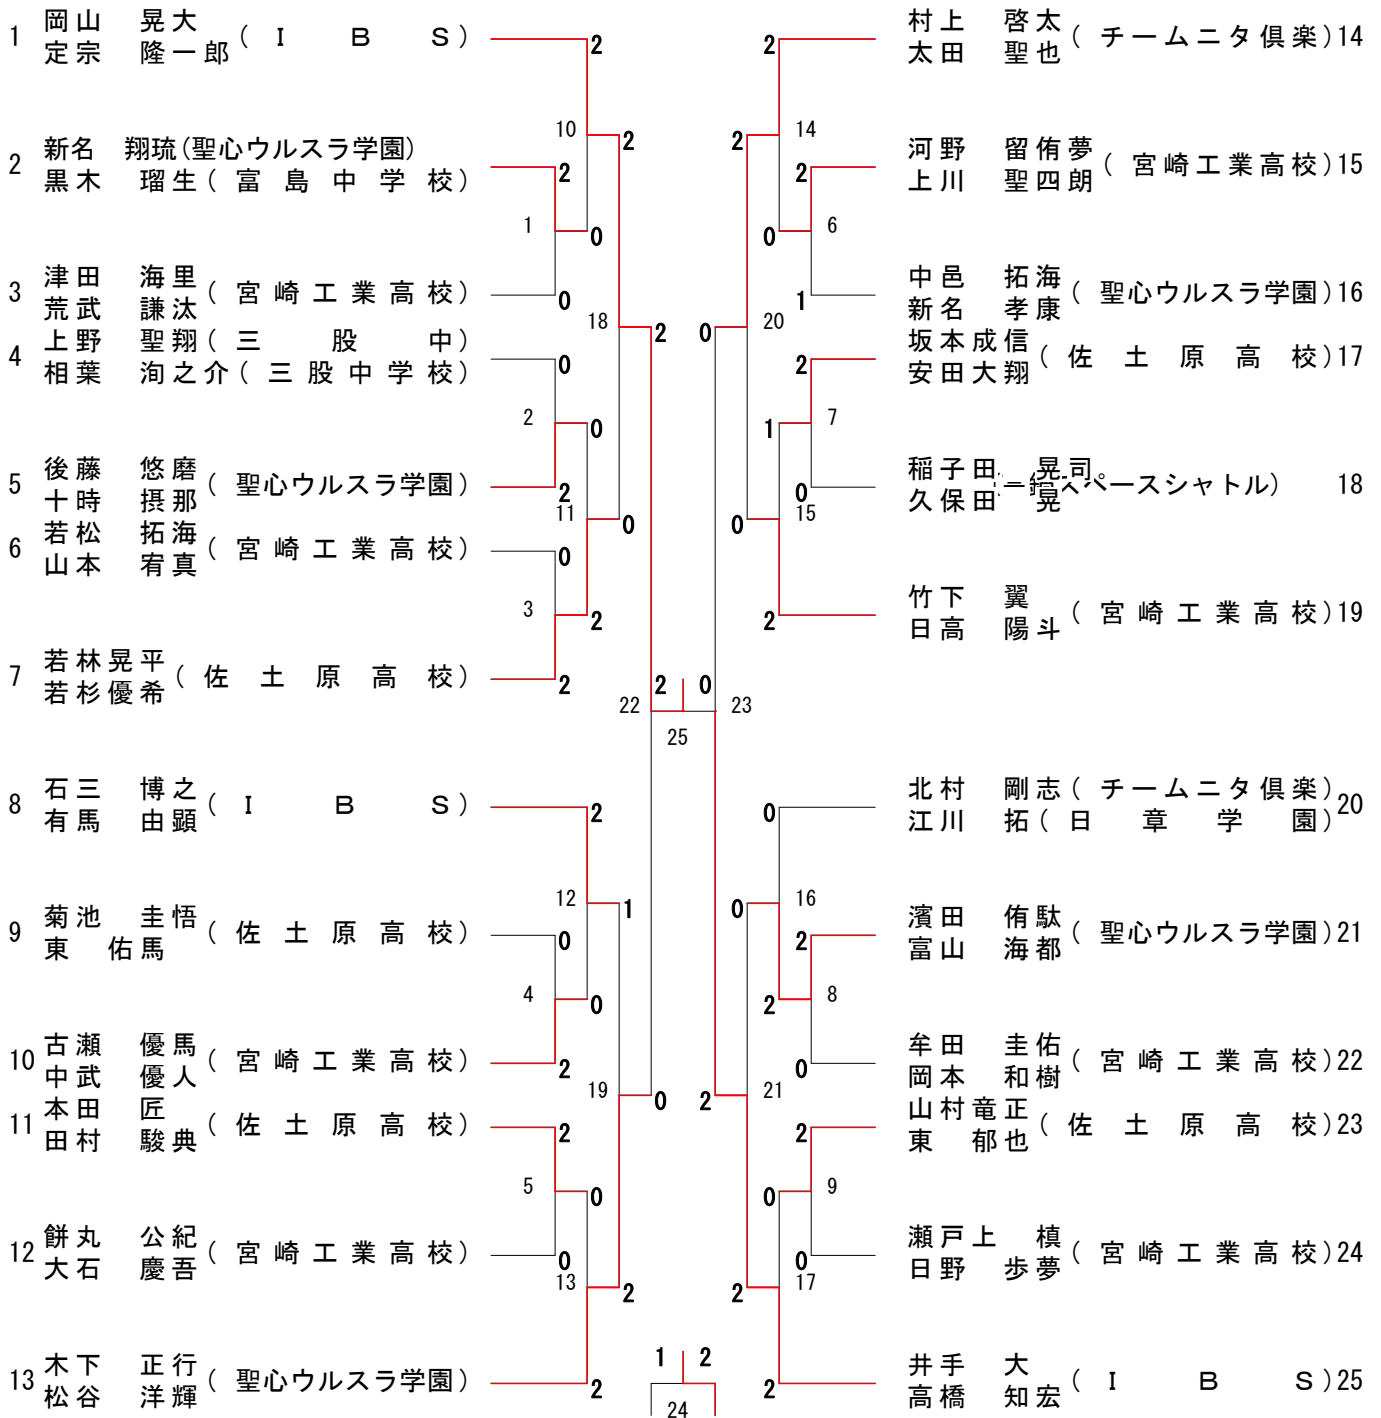 1 岡山 晃大
定宗 隆一郎 (IBS)
2 新名 翔琉 (聖心ウルスラ学園)
黒木 瑠生 (富島中学校)
3 津田 海里
荒武 謙汰 (宮崎工業高校)
4 上野 聖翔 (三股中)
相葉 洵之介 (三股中学校)
5 後藤 悠磨
十時 摂那 (聖心ウルスラ学園)
6 若松 拓海
山本 宥真 (宮崎工業高校)
7 若林晃平
若杉優希 (佐土原高校)
8 石三 博之
有馬 由顕 (IBS)
9 菊池 圭悟
東 佑馬 (佐土原高校)
10 古瀬 優馬
中武 優人 (宮崎工業高校)
11 本田 匠
田村 駿典 (佐土原高校)
12 餅丸 公紀
大石 慶吾 (宮崎工業高校)
13 木下 正行
松谷 洋輝 (聖心ウルスラ学園)
2
10 2
2
1 0
0
18 2
0
2 0
2
11 0
0
3 2
2
22 2
2
12 1
0
4 0
2
19 0
2
5 0
0
13 2
2
25
1 2
24
2
2 14
2
0 6
1
0 20
2
1 7
0
0 15
2
0 23
0
0 16
2
2 8
0
2 21
2
0 9
0
2 17
2
村上 啓太
太田 聖也 (チームニタ倶楽) 14
河野 留侑夢
上川 聖四朗 (宮崎工業高校) 15
中邑 拓海
新名 孝康 (聖心ウルスラ学園) 16
坂本成信
安田大翔 (佐土原高校) 17
稲子田 晃司
久保田 晃 スペースシャトル) 18
竹下 翼
日高 陽斗 (宮崎工業高校) 19
北村 剛志 (チームニタ倶楽)
江川 拓 (日章学園) 20
濱田 侑駄
富山 海都 (聖心ウルスラ学園) 21
牟田 圭佑
岡本 和樹 (宮崎工業高校) 22
山村竜正
東 郁也 (佐土原高校) 23
瀬戸上 槙
日野 歩夢 (宮崎工業高校) 24
井手 大
高橋 知宏 (IBS) 25